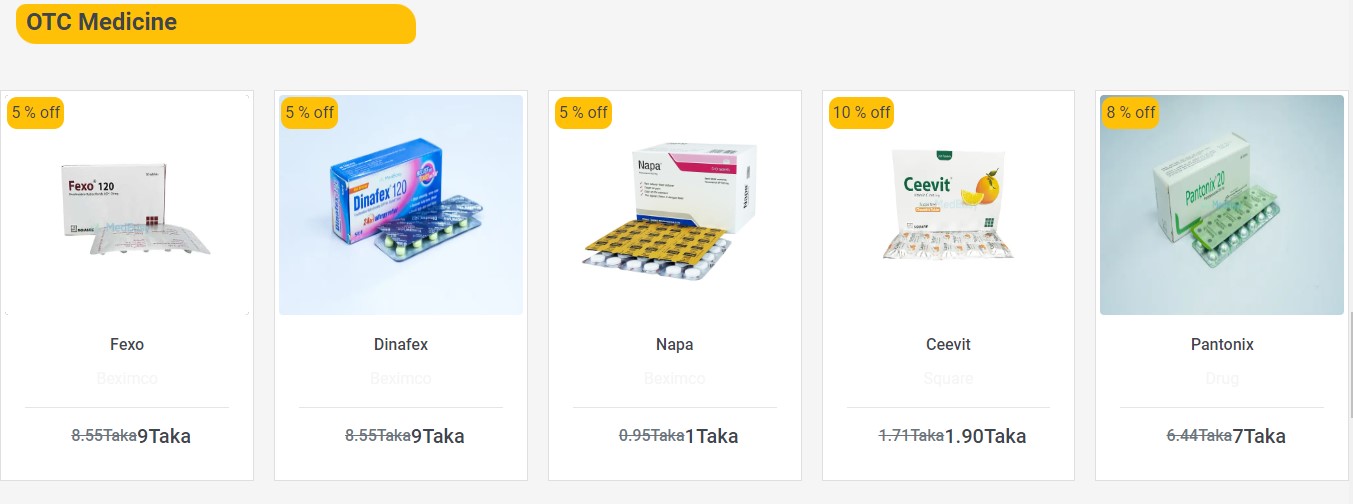 OTC Medicine
5 % off
Fexo 120
Fexo
Beximco
8.55Taka9Taka
5 % off
Dinafex 120
Dinafex
Beximco
8.55Taka9Taka
5 % off
Napa
Napa
Beximco
0.95Taka1Taka
10 % off
Ceevit
SQUARE
Ceevit
Square
1.71Taka1.90Taka
8 % off
Pantonix 20
Pantonix
Drug
6.44Taka7Taka